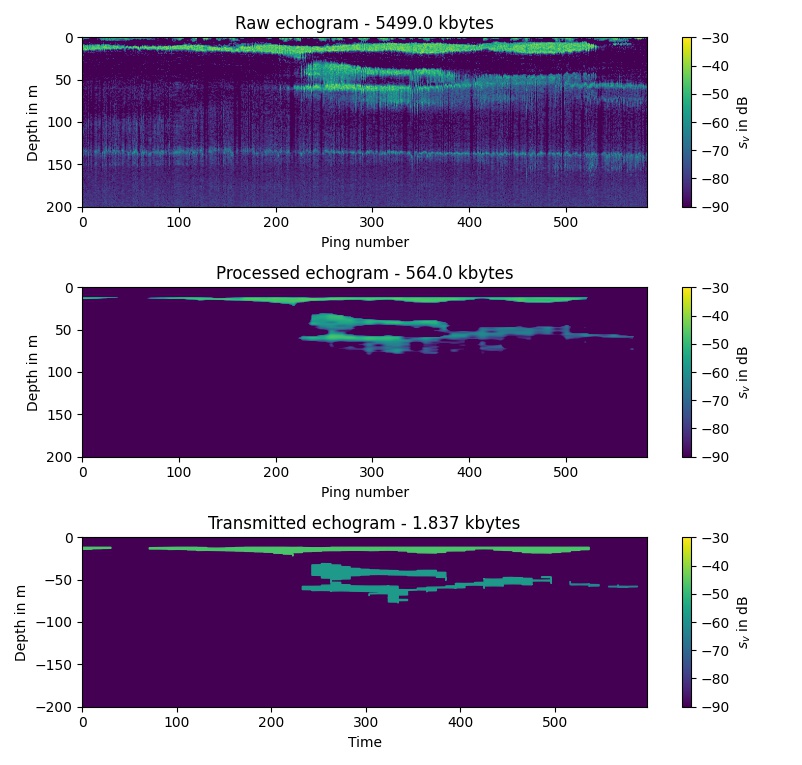 Raw echogram - 5499.0 kbytes
0
50
100
150
200
Depth in m
0 100 200 300 400 500
Ping number
−30
−40
−50
−60
−70
−80
−90
sv in dB
Processed echogram - 564.0 kbytes
0
50
100
150
200
Depth in m
0 100 200 300 400 500
Ping number
−30
−40
−50
−60
−70
−80
−90
sv in dB
Transmitted echogram - 1.837 kbytes
0
−50
−100
−150
−200
Depth in m
0 100 200 300 400 500
Time
−30
−40
−50
−60
−70
−80
−90
sv in dB